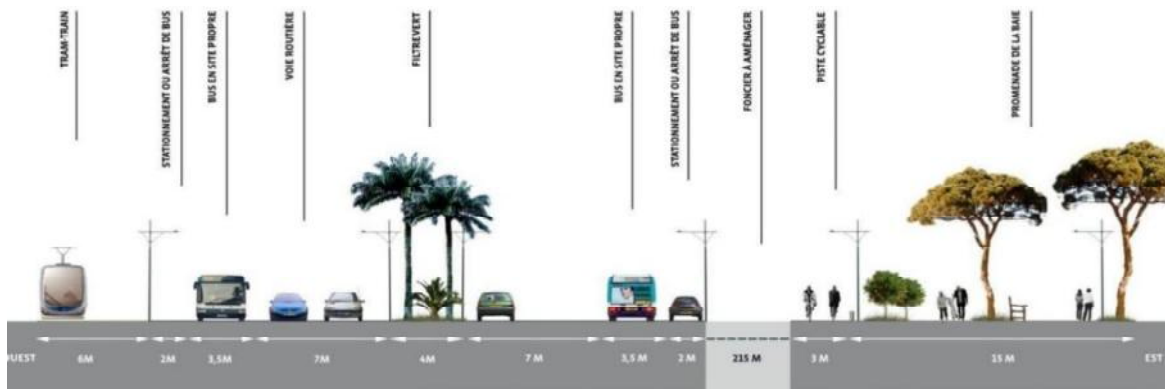 TRAM-TRAIN
STATIONNEMENT OU ARRÊT DE BUS
BUS EN SITE PROPRE
VOIE ROUTIÈRE
FILTREVERT
BUS EN SITE PROPRE
STATIONNEMENT OU ARRÊT DE BUS
FONCIER À AMÉNAGER
PISTE CYCLABLE
PROMENADE DE LA BAIE
OUEST
6M
2M
3,5M
7M
4M
7 M
3,5 M
2 M
215 M
3 M
15 M
EST